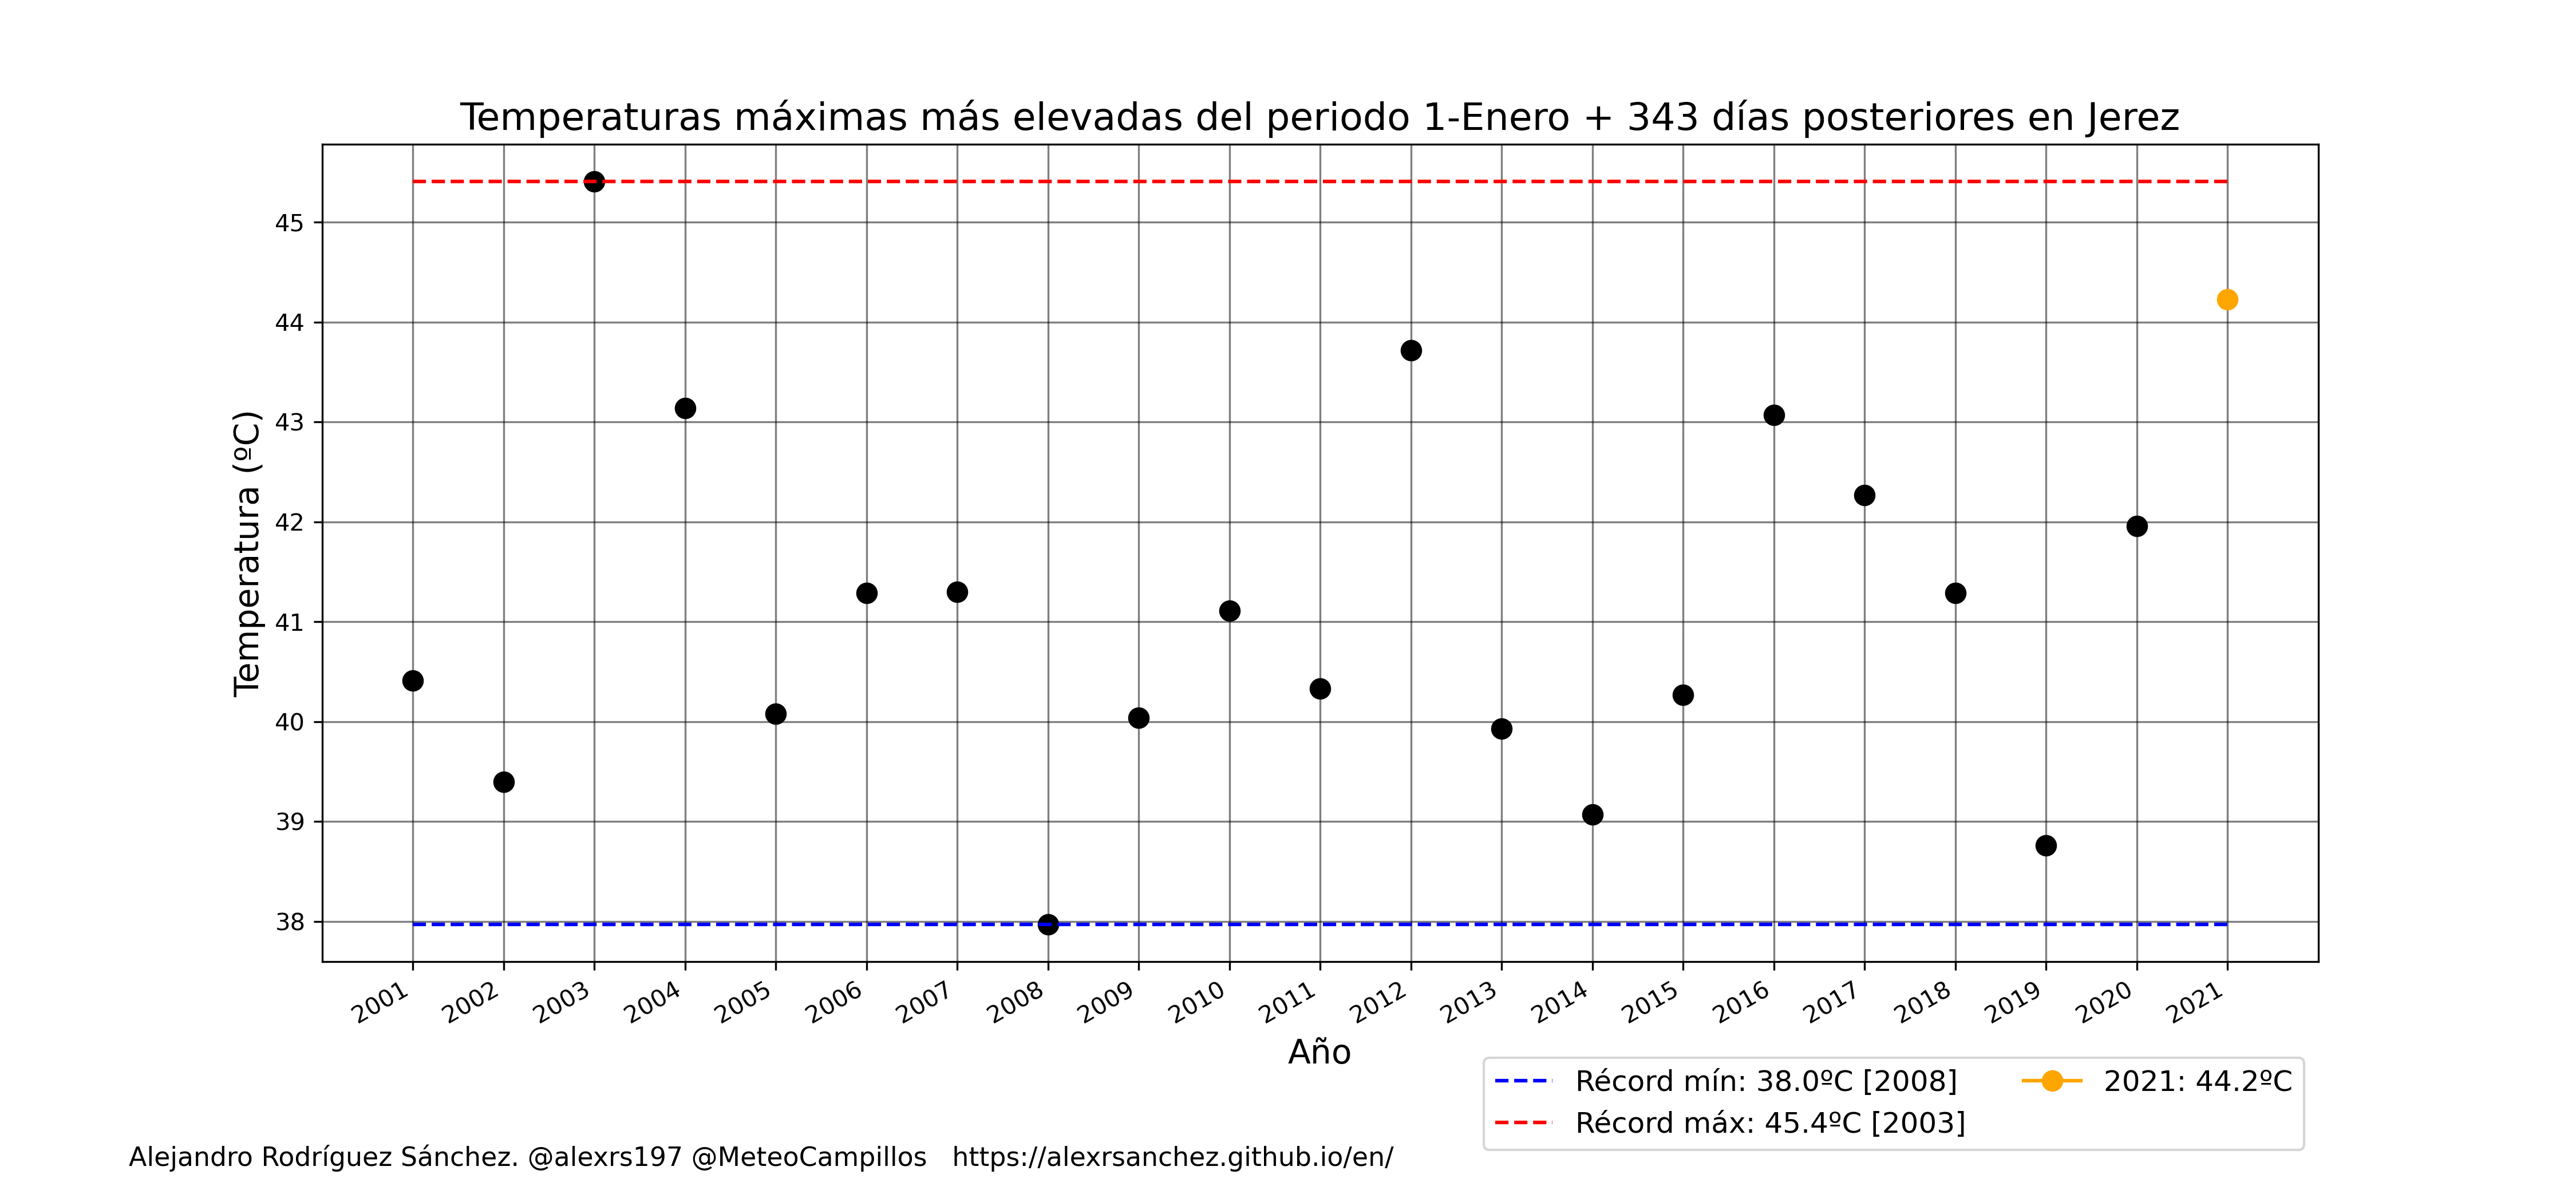 Temperaturas máximas más elevadas del periodo 1-Enero + 343 días posteriores en Jerez
Temperatura (ºC)
45
44
43
42
41
40
39
38
2001 2002 2003 2004 2005 2006 2007 2008 2009 2010 2011 2012 2013 2014 2015 2016 2017 2018 2019 2020 2021
Año
Récord mín: 38.0ºC [2008]
Récord máx: 45.4ºC [2003]
2021: 44.2ºC
Alejandro Rodríguez Sánchez. @alexrs197 @MeteoCampillos https://alexrsanchez.github.io/en/